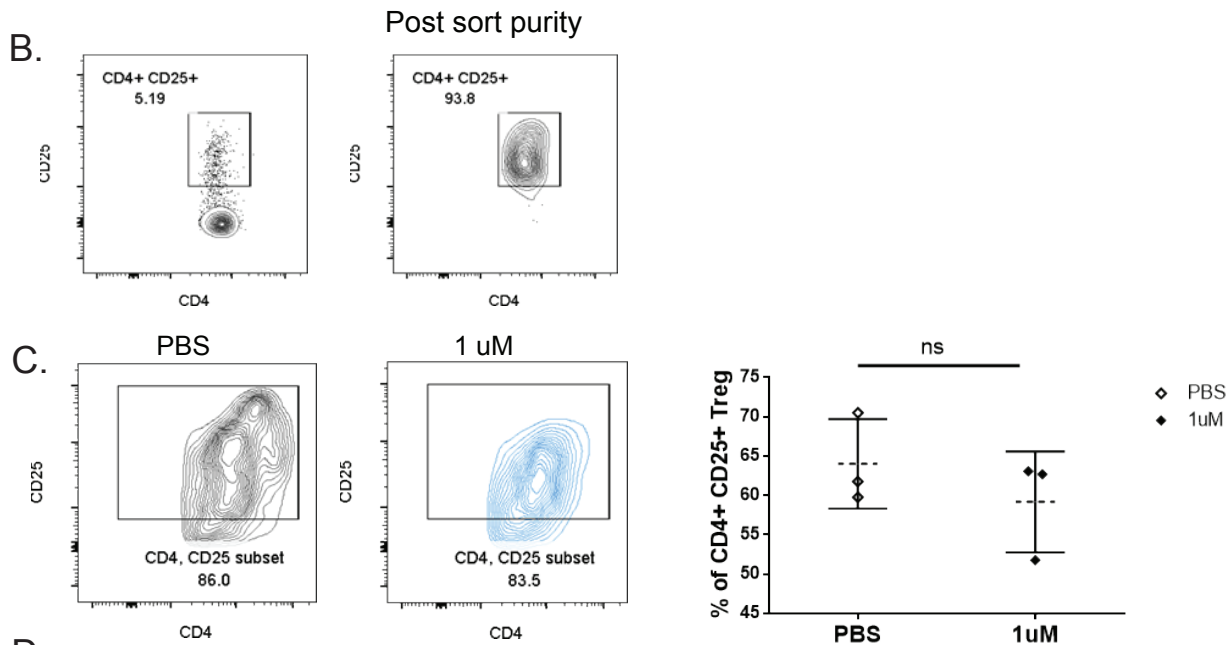 B.
Post sort purity
CD4+ CD25+
5.19
CD25
CD4
CD4+ CD25+
93.8
CD25
CD4
C.
PBS
CD25
CD4, CD25 subset
86.0
CD4
1 uM
CD25
CD4, CD25 subset
83.5
CD4
ns
% of CD4+ CD25+ Treg
75
70
65
60
55
50
45
PBS
1uM
PBS
1uM